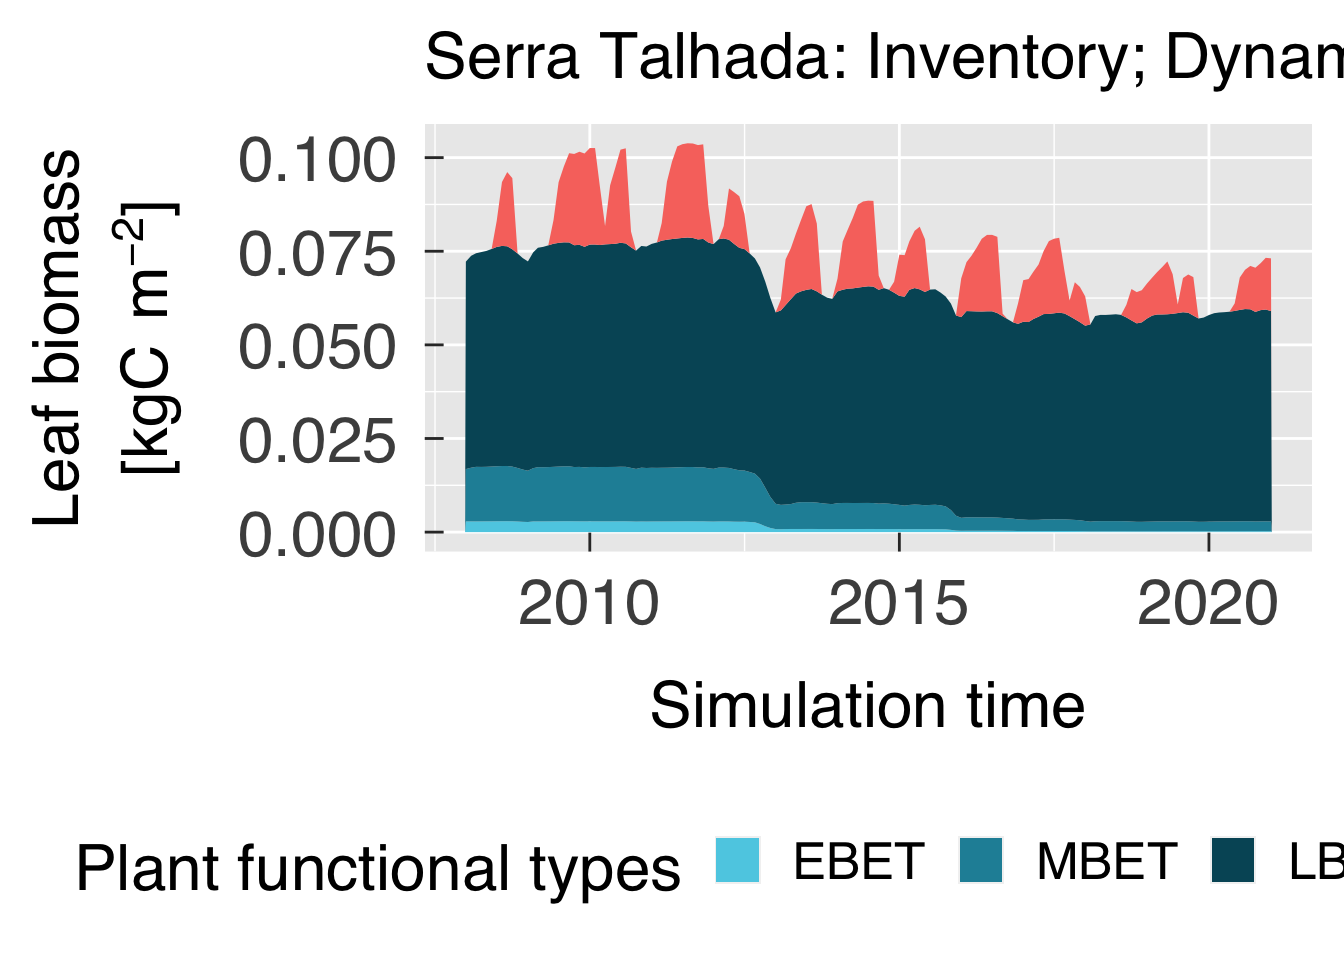 Serra Talhada: Inventory; Dynam
Leaf biomass
[kgC m⁻²]
0.100
0.075
0.050
0.025
0.000
2010 2015 2020
Simulation time
Plant functional types EBET MBET LB